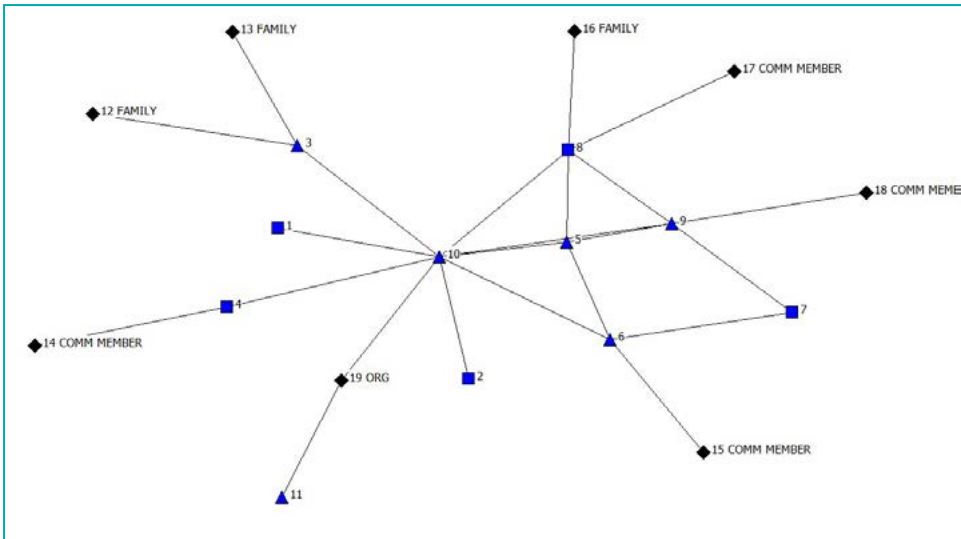 13 FAMILY
16 FAMILY
17 COMM MEMBER
12 FAMILY
3
8
18 COMM MEME
1
9
5
10
4
7
6
14 COMM MEMBER
19 ORG
2
15 COMM MEMBER
11